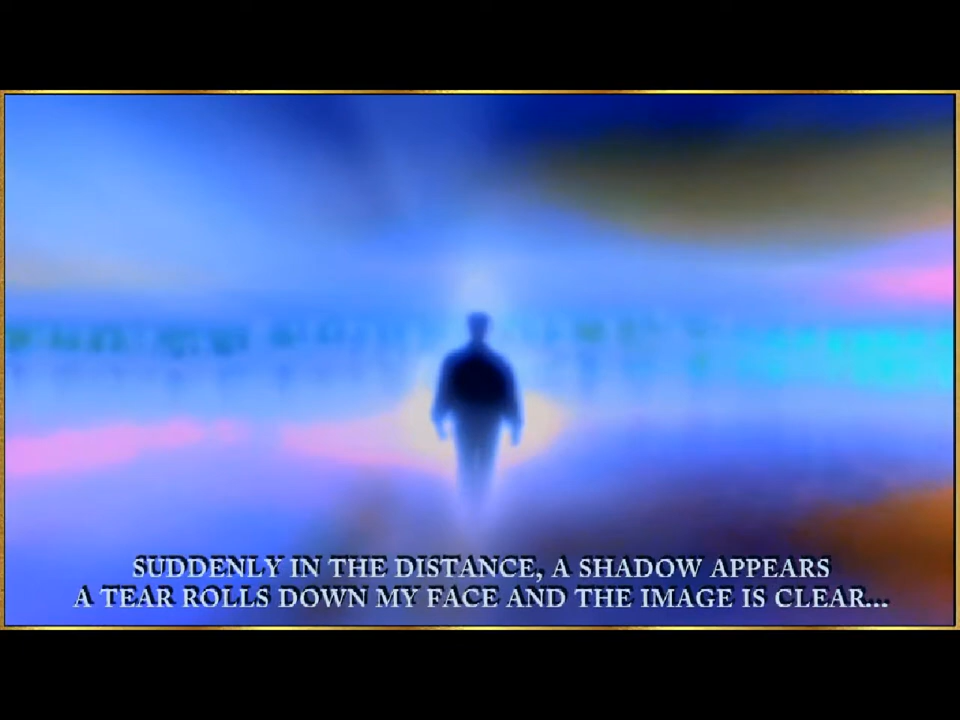 SUDDENLY IN THE DISTANCE, A SHADOW APPEARS
A TEAR ROLLS DOWN MY FACE AND THE IMAGE IS CLEAR...